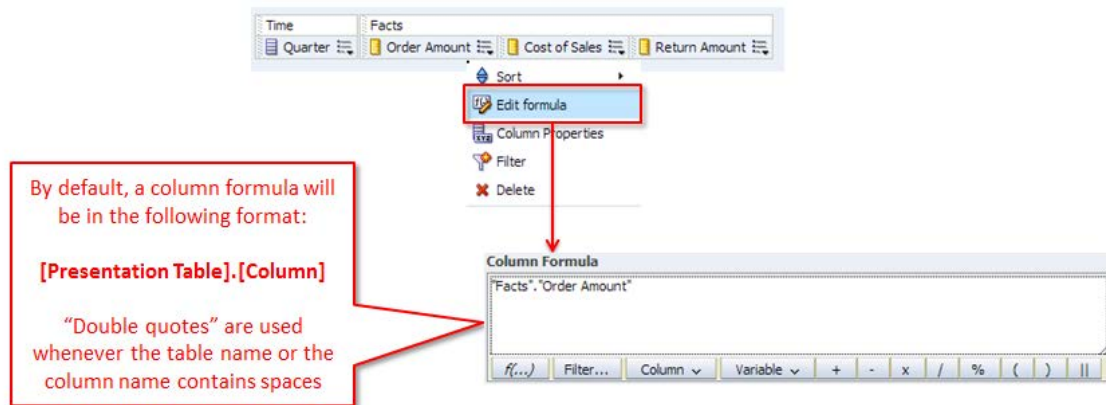 Time Facts
Quarter Order Amount Cost of Sales Return Amount
Sort
Edit formula
Column Properties
Filter
Delete
By default, a column formula will
be in the following format:
[Presentation Table].[Column]
“Double quotes” are used
whenever the table name or the
column name contains spaces
Column Formula
"Facts"."Order Amount"
f(...) Filter... Column Variable + - x / % ( ) ||